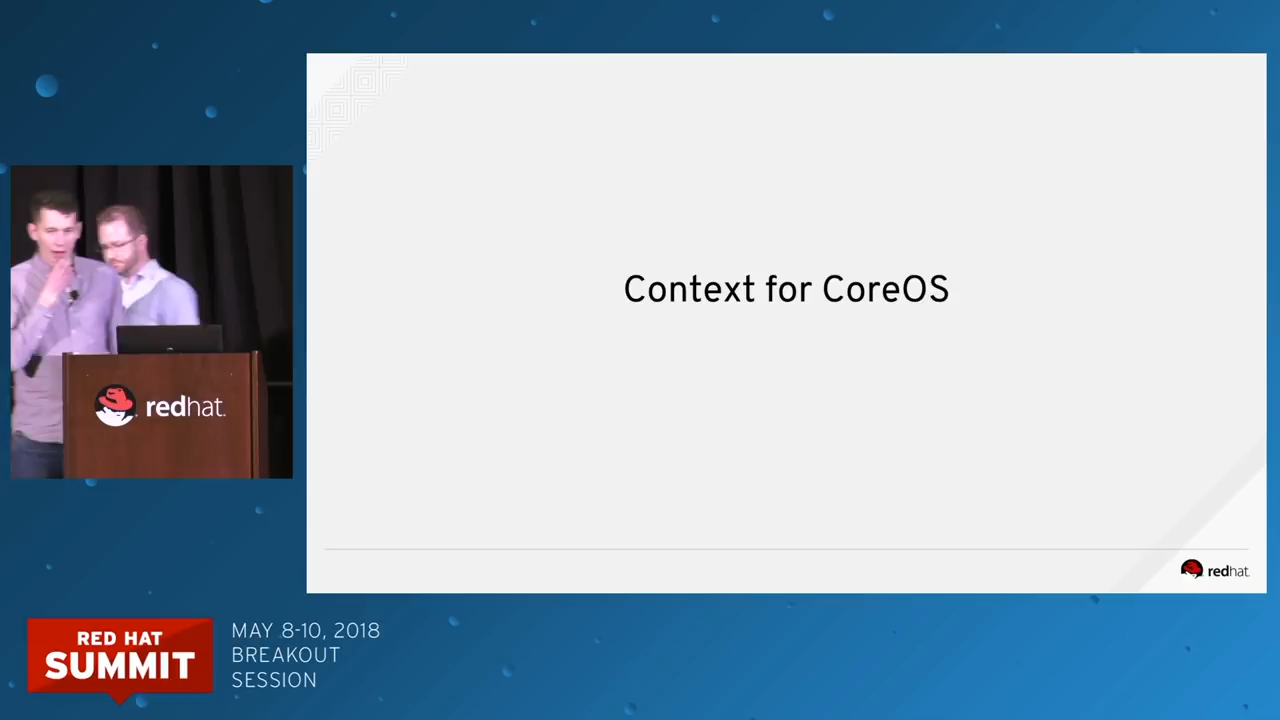 Context for CoreOS
redhat.
redhat.
RED HAT
SUMMIT
MAY 8-10, 2018
BREAKOUT
SESSION